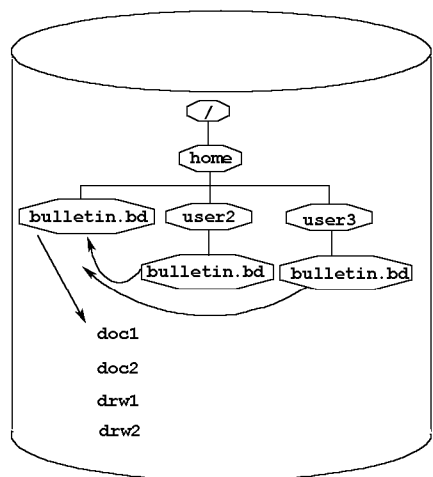 /
home
bulletin.bd user2 user3
bulletin.bd bulletin.bd
doc1
doc2
drw1
drw2